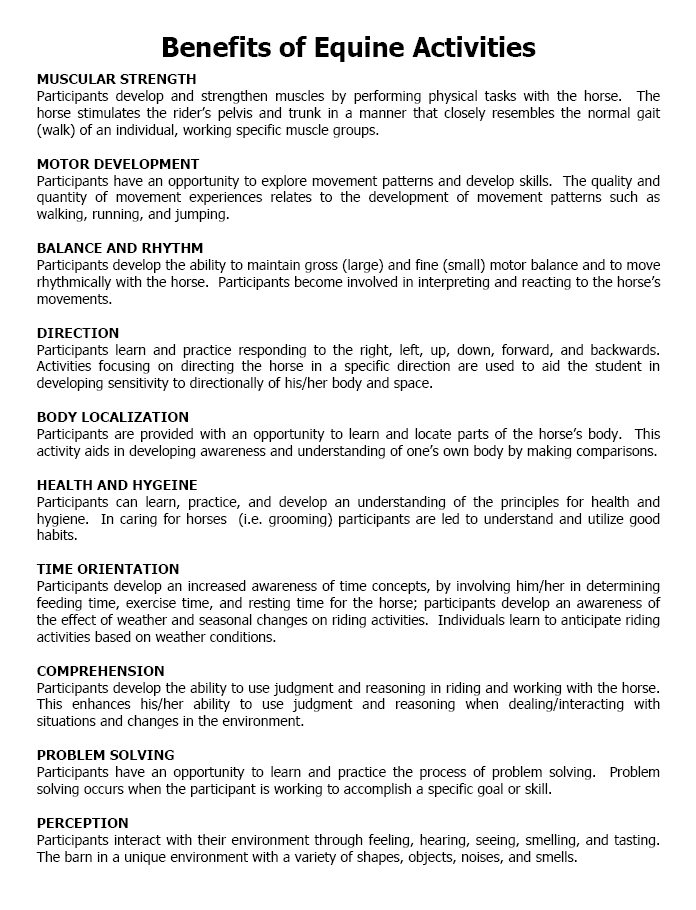 Benefits of Equine Activities
MUSCULAR STRENGTH
Participants develop and strengthen muscles by performing physical tasks with the horse. The
horse stimulates the rider's pelvis and trunk in a manner that closely resembles the normal gait
(walk) of an individual, working specific muscle groups.
MOTOR DEVELOPMENT
Participants have an opportunity to explore movement patterns and develop skills. The quality and
quantity of movement experiences relates to the development of movement patterns such as
walking, running, and jumping.
BALANCE AND RHYTHM
Participants develop the ability to maintain gross (large) and fine (small) motor balance and to move
rhythmically with the horse. Participants become involved in interpreting and reacting to the horse's
movements.
DIRECTION
Participants learn and practice responding to the right, left, up, down, forward, and backwards.
Activities focusing on directing the horse in a specific direction are used to aid the student in
developing sensitivity to directionally of his/her body and space.
BODY LOCALIZATION
Participants are provided with an opportunity to learn and locate parts of the horse's body. This
activity aids in developing awareness and understanding of one's own body by making comparisons.
HEALTH AND HYGEINE
Participants can learn, practice, and develop an understanding of the principles for health and
hygiene. In caring for horses (i.e. grooming) participants are led to understand and utilize good
habits.
TIME ORIENTATION
Participants develop an increased awareness of time concepts, by involving him/her in determining
feeding time, exercise time, and resting time for the horse; participants develop an awareness of
the effect of weather and seasonal changes on riding activities. Individuals learn to anticipate riding
activities based on weather conditions.
COMPREHENSION
Participants develop the ability to use judgment and reasoning in riding and working with the horse.
This enhances his/her ability to use judgment and reasoning when dealing/interacting with
situations and changes in the environment.
PROBLEM SOLVING
Participants have an opportunity to learn and practice the process of problem solving. Problem
solving occurs when the participant is working to accomplish a specific goal or skill.
PERCEPTION
Participants interact with their environment through feeling, hearing, seeing, smelling, and tasting.
The barn in a unique environment with a variety of shapes, objects, noises, and smells.